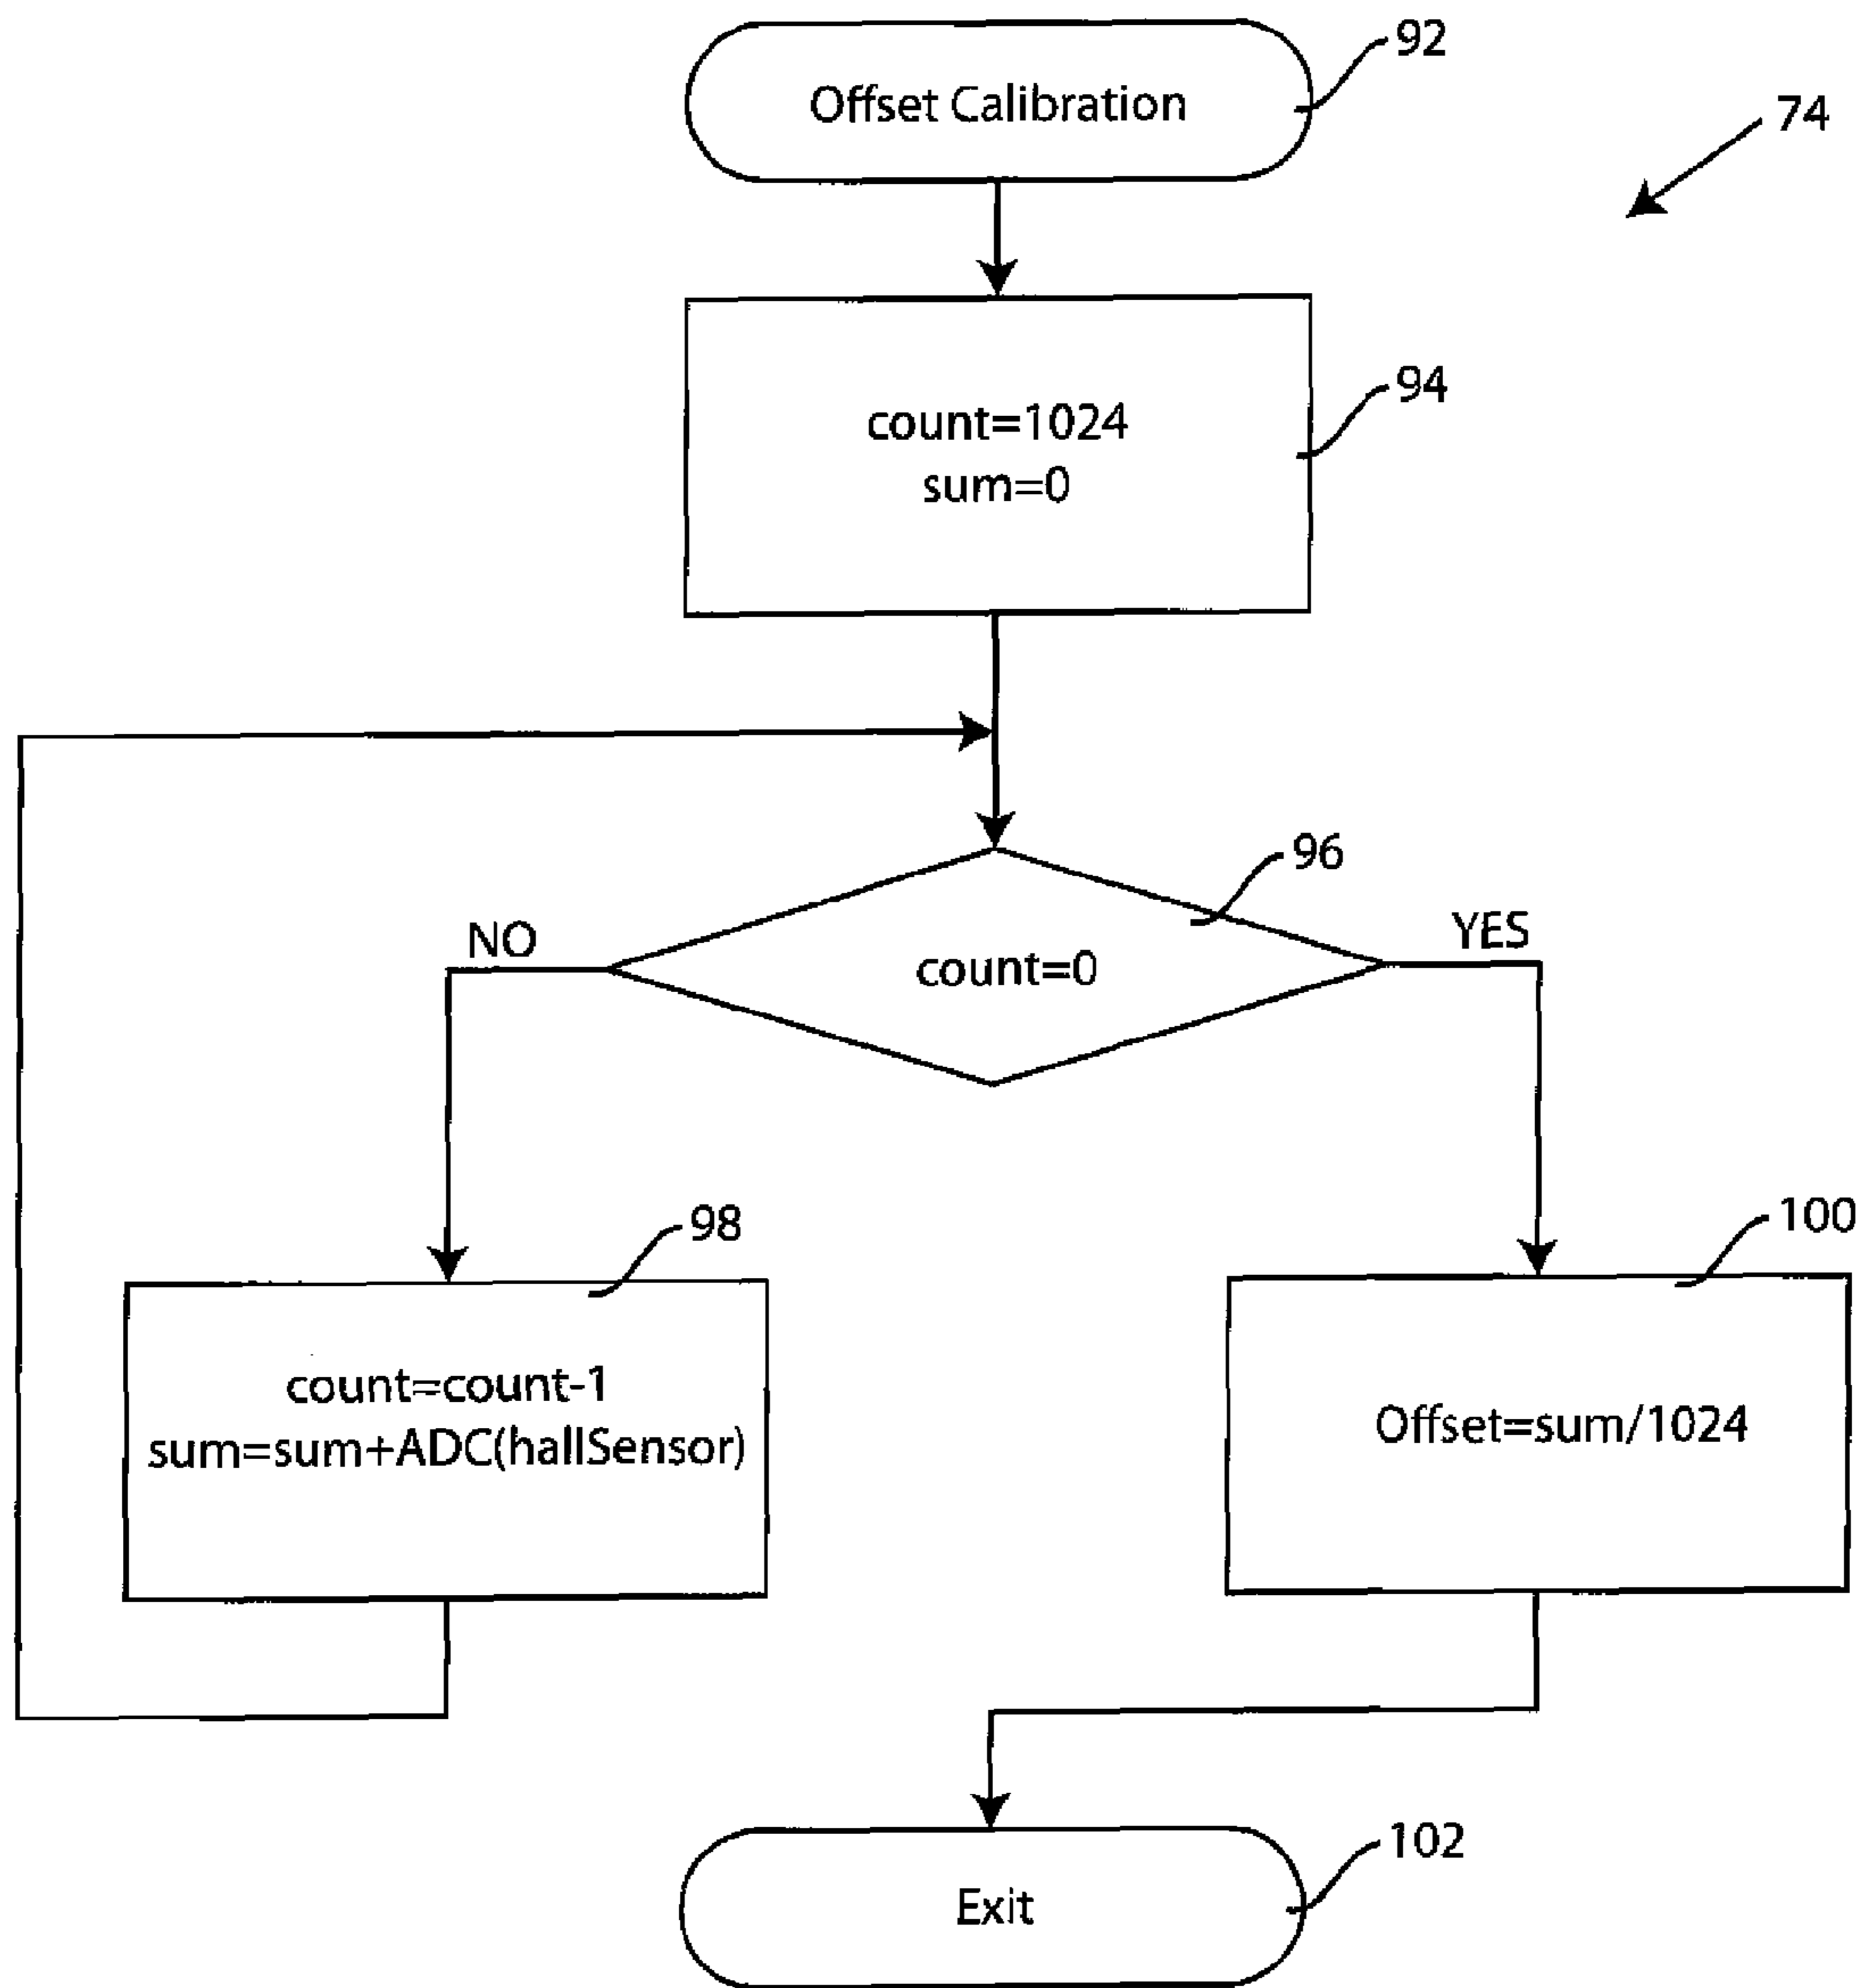 Offset Calibration
92
74
count=1024
sum=0
94
count=0
96
NO
YES
98
count=count-1
sum=sum+ADC(hallSensor)
100
Offset=sum/1024
Exit
102